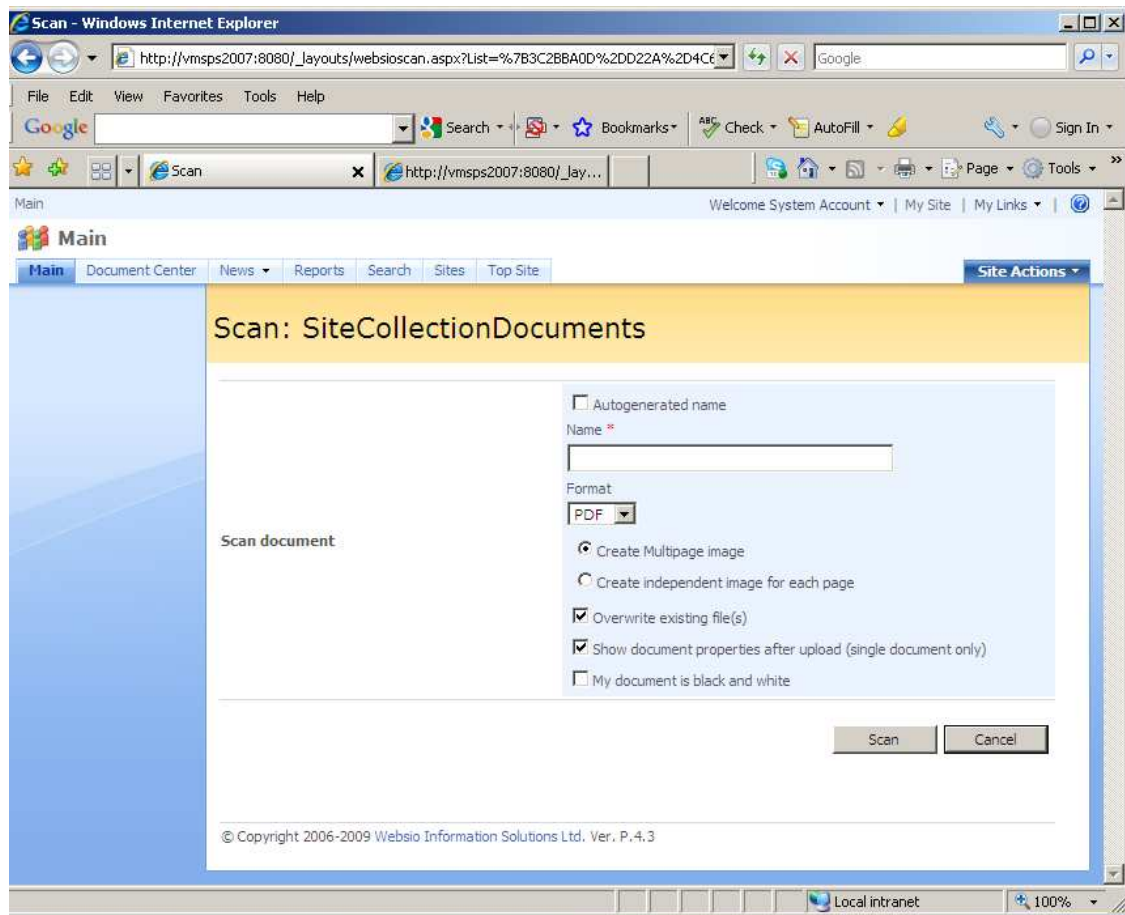 Scan - Windows Internet Explorer
http://vmsps2007:8080/_layouts/websioscan.aspx?List=%7B3C2BBA0D%2DD22A%2D4C6
Google
File Edit View Favorites Tools Help
Google Search Bookmarks ABC Check AutoFill Sign In
Scan http://vmsps2007:8080/_lay... Page Tools
Main Welcome System Account | My Site | My Links |
Main
Main Document Center News Reports Search Sites Top Site Site Actions
Scan: SiteCollectionDocuments
Autogenerated name
Name *
Format
PDF
Scan document
Create Multipage image
Create independent image for each page
Overwrite existing file(s)
Show document properties after upload (single document only)
My document is black and white
Scan Cancel
© Copyright 2006-2009 Websio Information Solutions Ltd. Ver. P.4.3
Local intranet 100%